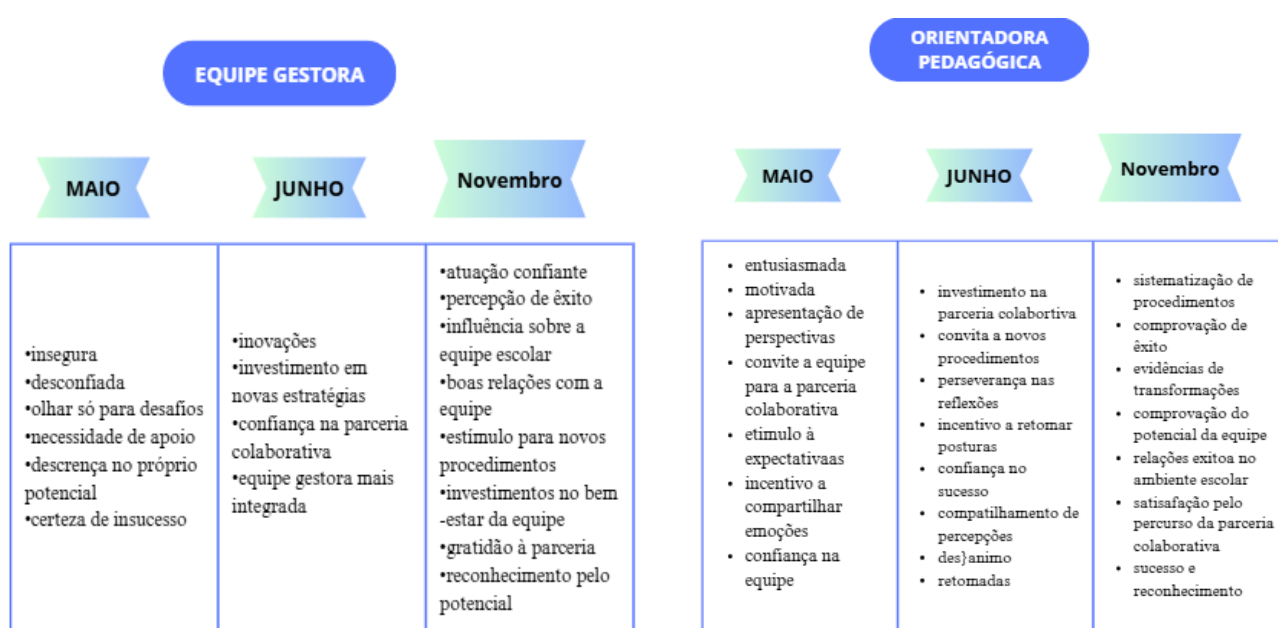 EQUIPE GESTORA
MAIO
JUNHO
Novembro
•insegura
•desconfiada
•olhar só para desafios
•necessidade de apoio
•descrença no próprio
potencial
•certeza de insucesso
•inovações
•investimento em
novas estratégias
•confiança na parceria
colaborativa
•equipe gestora mais
integrada
•atuação confiante
•percepção de êxito
•influência sobre a
equipe escolar
•boas relações com a
equipe
•estímulo para novos
procedimentos
•investimentos no bem
-estar da equipe
•gratidão à parceria
•reconhecimento pelo
potencial
ORIENTADORA
PEDAGÓGICA
MAIO
JUNHO
Novembro
• entusiasmada
• motivada
• apresentação de
perspectivas
• convite a equipe
para a parceria
colaborativa
• etimulo à
expectativaas
• incentivo a
compartilhar
emoções
• confiança na
equipe
• investimento na
parceria colabortiva
• convita a novos
procedimentos
• perseverança nas
reflexões
• incentivo a retomar
posturas
• confiança no
sucesso
• compatilhamento de
percepções
• des}animo
• retomadas
• sistematização de
procedimentos
• comprovação de
êxito
• evidências de
transformações
• comprovação do
potencial da equipe
• relações exitoa no
ambiente escolar
• satisafação pelo
percurso da parceria
colaborativa
• sucesso e
reconhecimento